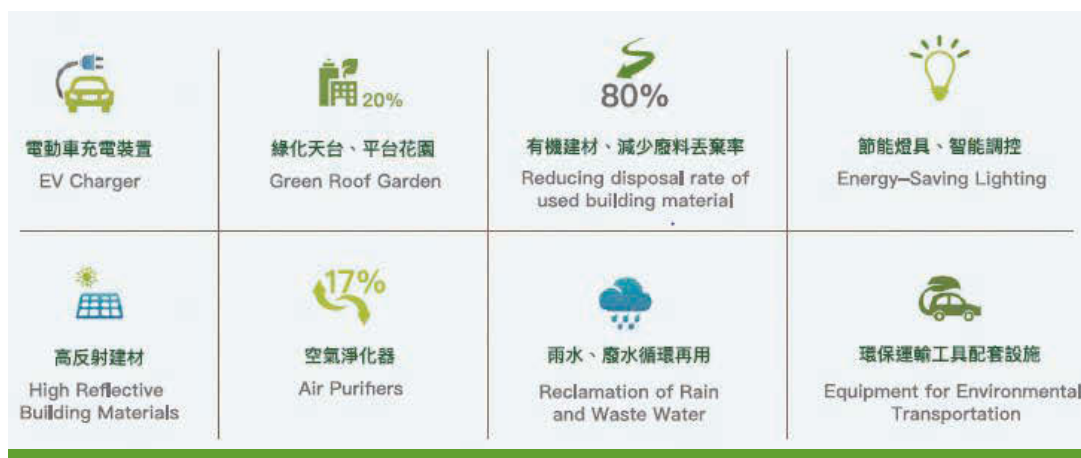 20%
80%
電動車充電裝置
EV Charger
綠化天台、平台花園
Green Roof Garden
有機建材、減少廢料丟棄率
Reducing disposal rate of
used building material
節能燈具、智能調控
Energy–Saving Lighting
高反射建材
High Reflective
Building Materials
17%
空氣淨化器
Air Purifiers
雨水、廢水循環再用
Reclamation of Rain
and Waste Water
環保運輸工具配套設施
Equipment for Environmental
Transportation